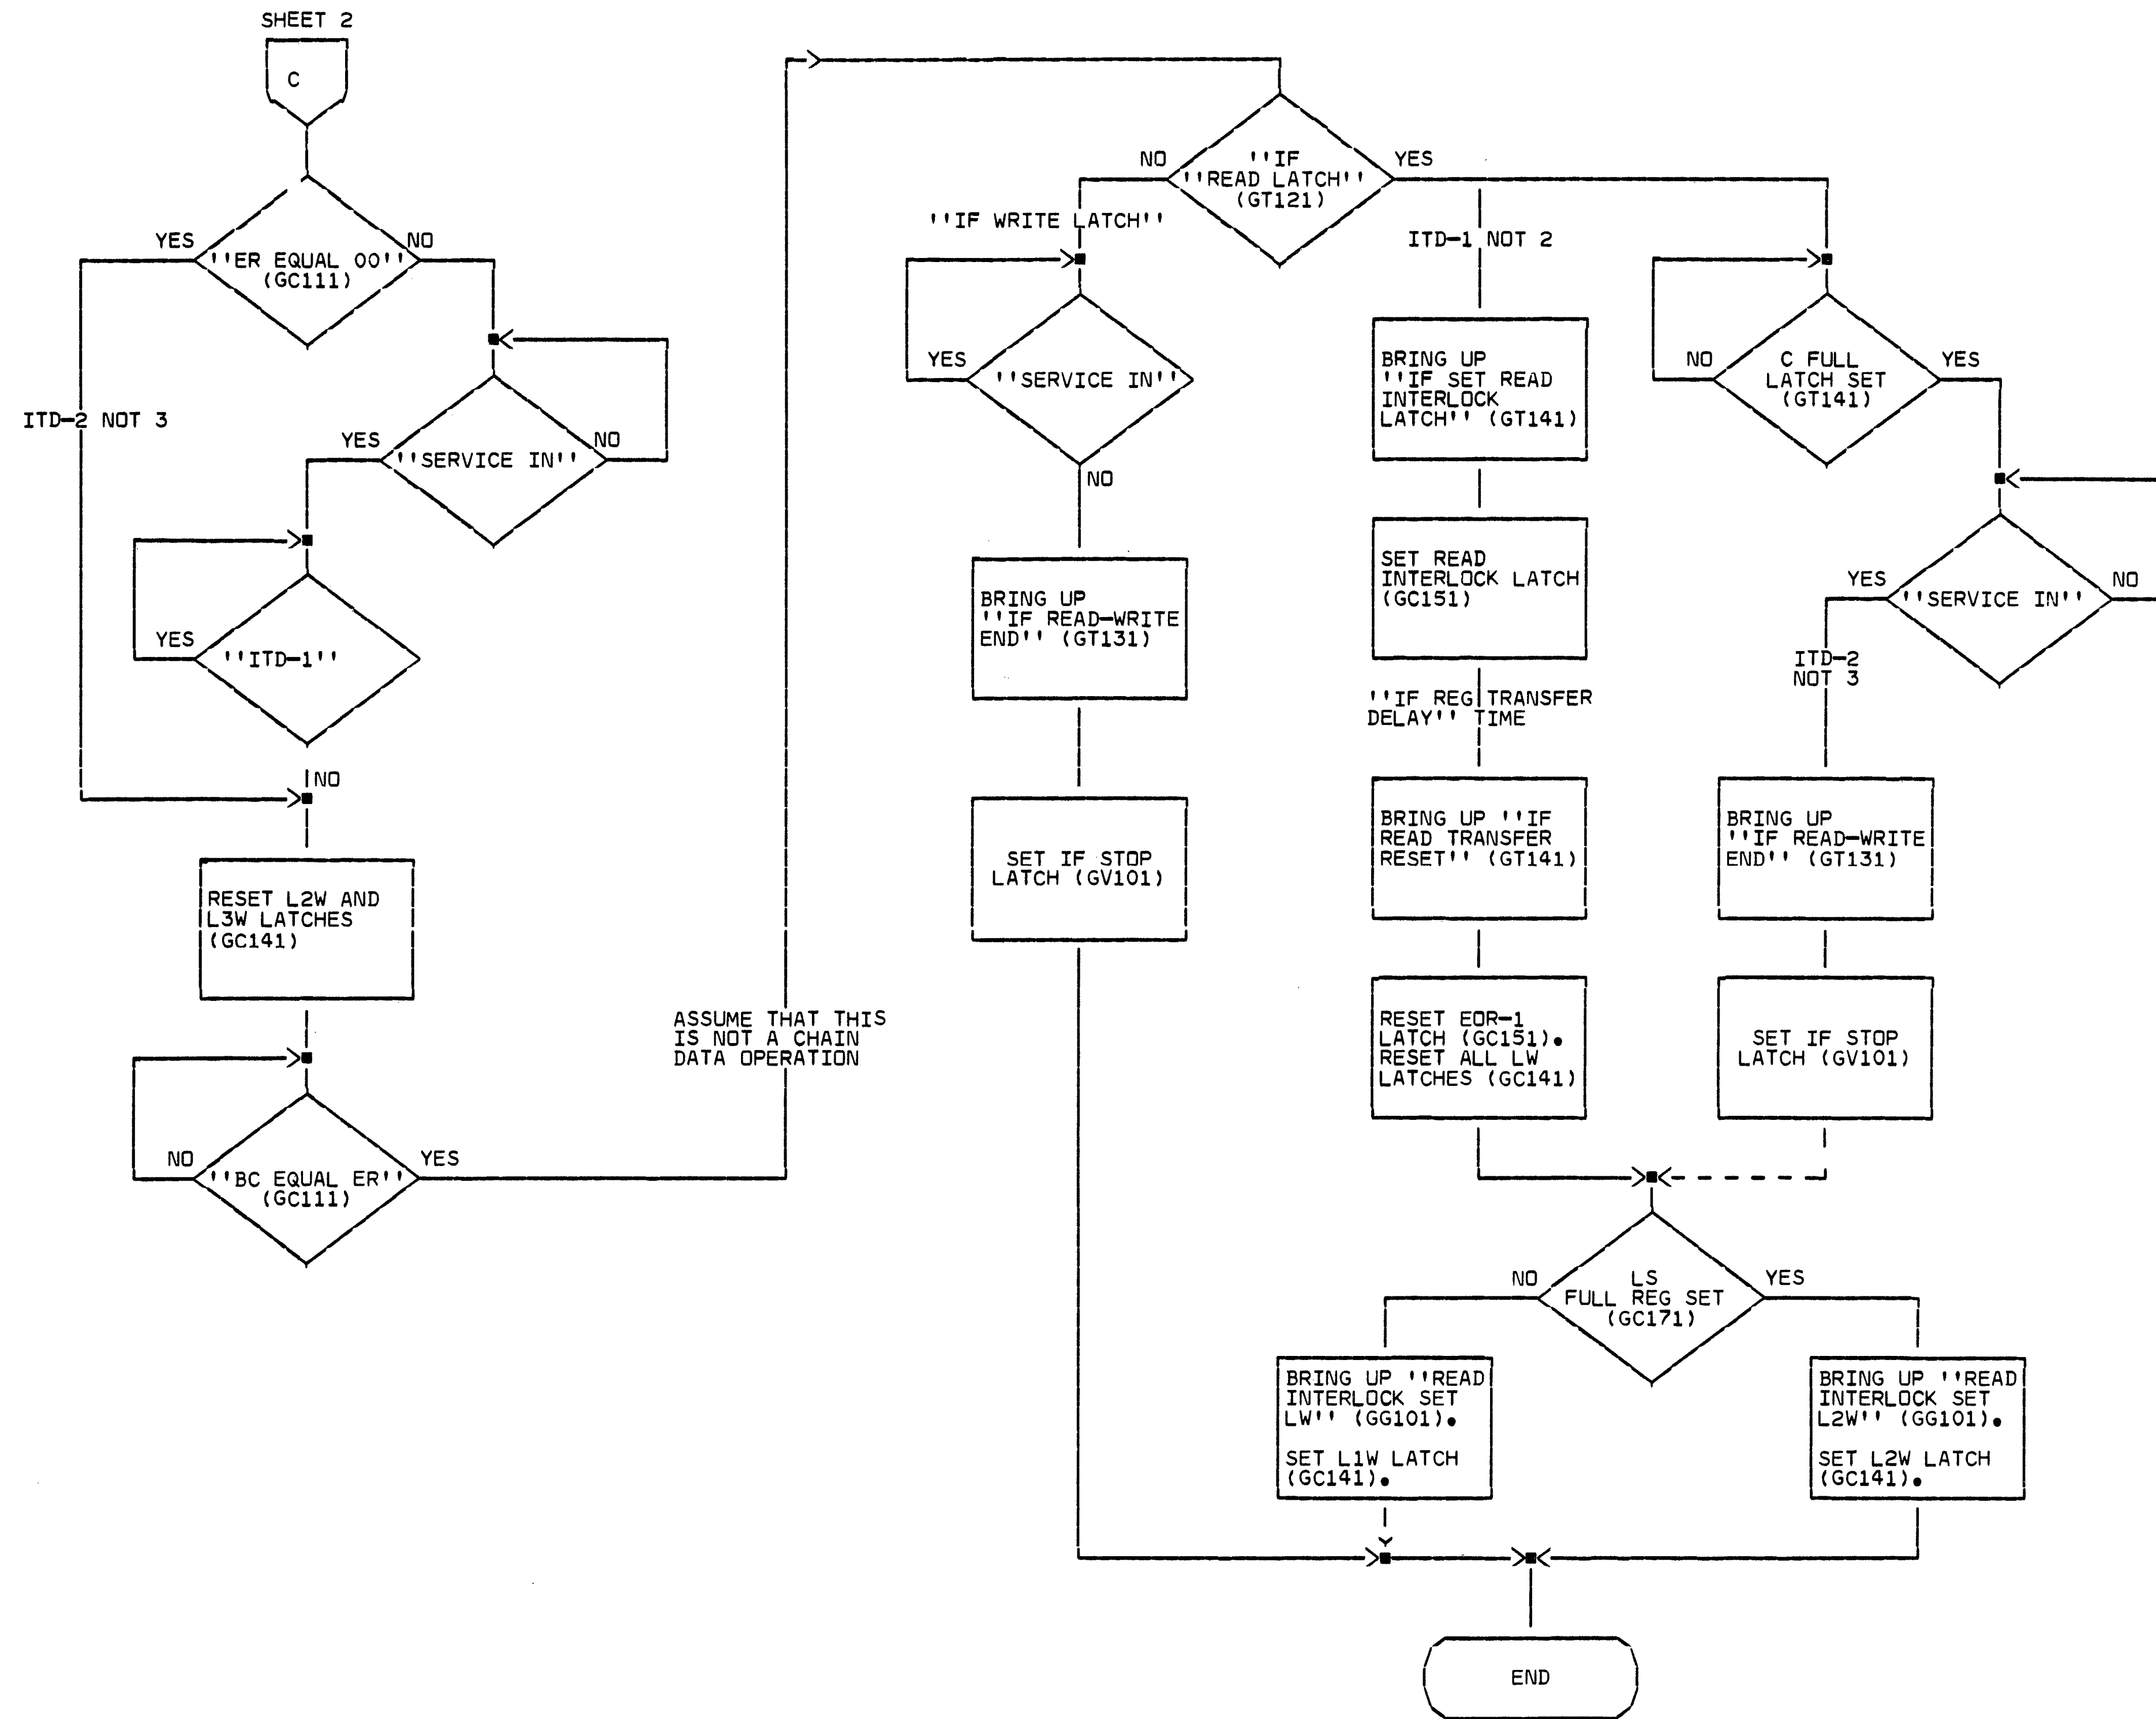 SHEET 2
C
YES
NO
''ER EQUAL 00''
(GC111)
ITD-2 NOT 3
YES
NO
''SERVICE IN''
YES
''ITD-1''
NO
RESET L2W AND
L3W LATCHES
(GC141)
NO
YES
''BC EQUAL ER''
(GC111)
ASSUME THAT THIS
IS NOT A CHAIN
DATA OPERATION
NO
''IF
''READ LATCH''
(GT121)
YES
''IF WRITE LATCH''
YES
''SERVICE IN''
NO
BRING UP
''IF READ-WRITE
END'' (GT131)
SET IF STOP
LATCH (GV101)
ITD-1 NOT 2
BRING UP
''IF SET READ
INTERLOCK
LATCH'' (GT141)
SET READ
INTERLOCK LATCH
(GC151)
''IF REG TRANSFER
DELAY'' TIME
BRING UP ''IF
READ TRANSFER
RESET'' (GT141)
RESET EOR-1
LATCH (GC151).
RESET ALL LW
LATCHES (GC141)
NO
C FULL
LATCH SET
(GT141)
YES
YES
''SERVICE IN''
NO
ITD-2
NOT 3
BRING UP
''IF READ-WRITE
END'' (GT131)
SET IF STOP
LATCH (GV101)
NO
LS
FULL REG SET
(GC171)
YES
BRING UP ''READ
INTERLOCK SET
LW'' (GG101).
SET L1W LATCH
(GC141).
BRING UP ''READ
INTERLOCK SET
L2W'' (GG101).
SET L2W LATCH
(GC141).
END